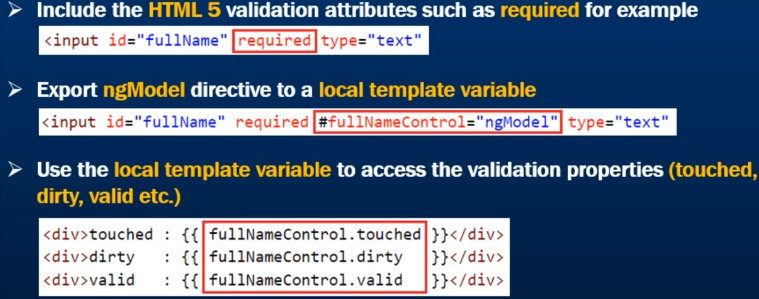 ➢ Include the HTML 5 validation attributes such as required for example
<input id="fullName" required type="text"
➢ Export ngModel directive to a local template variable
<input id="fullName" required #fullNameControl="ngModel" type="text"
➢ Use the local template variable to access the validation properties (touched,
dirty, valid etc.)
<div>touched : {{ fullNameControl.touched }}</div>
<div>dirty   : {{ fullNameControl.dirty   }}</div>
<div>valid   : {{ fullNameControl.valid   }}</div>